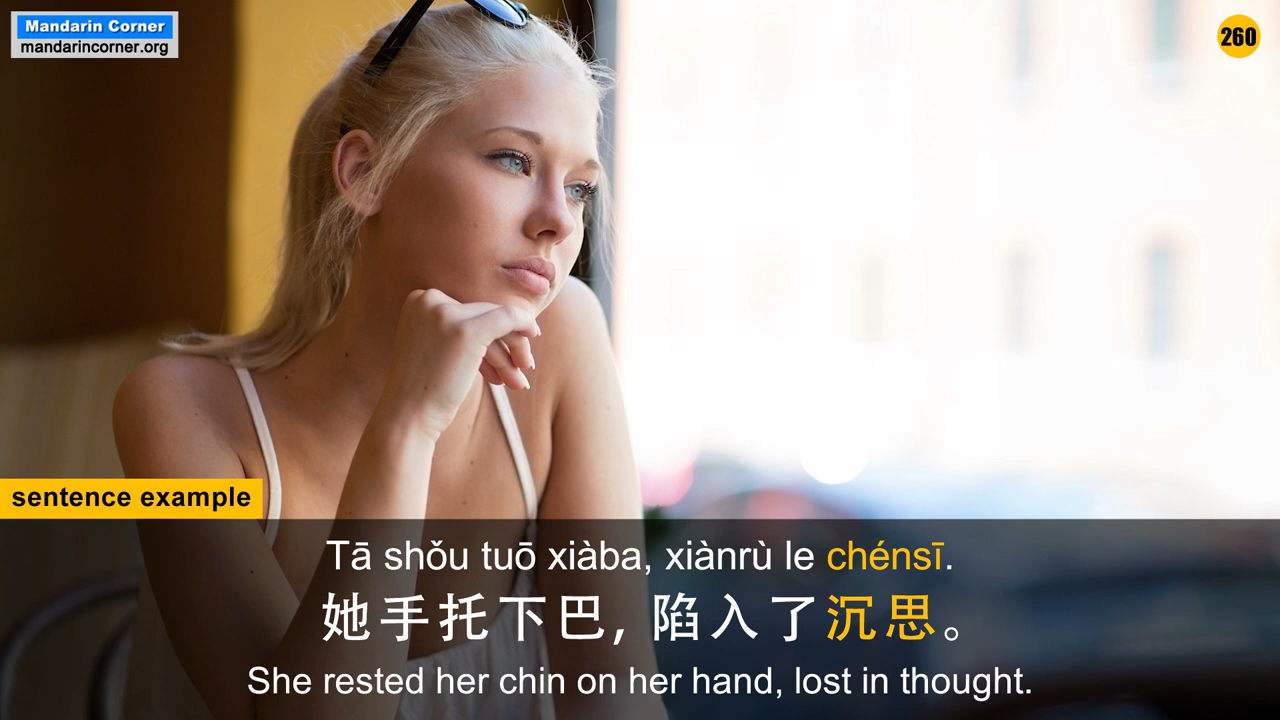 Mandarin Corner
mandarincorner.org
260
sentence example
Tā shǒu tuō xiàba, xiànrù le chénsī.
她手托下巴, 陷入了沉思。
She rested her chin on her hand, lost in thought.